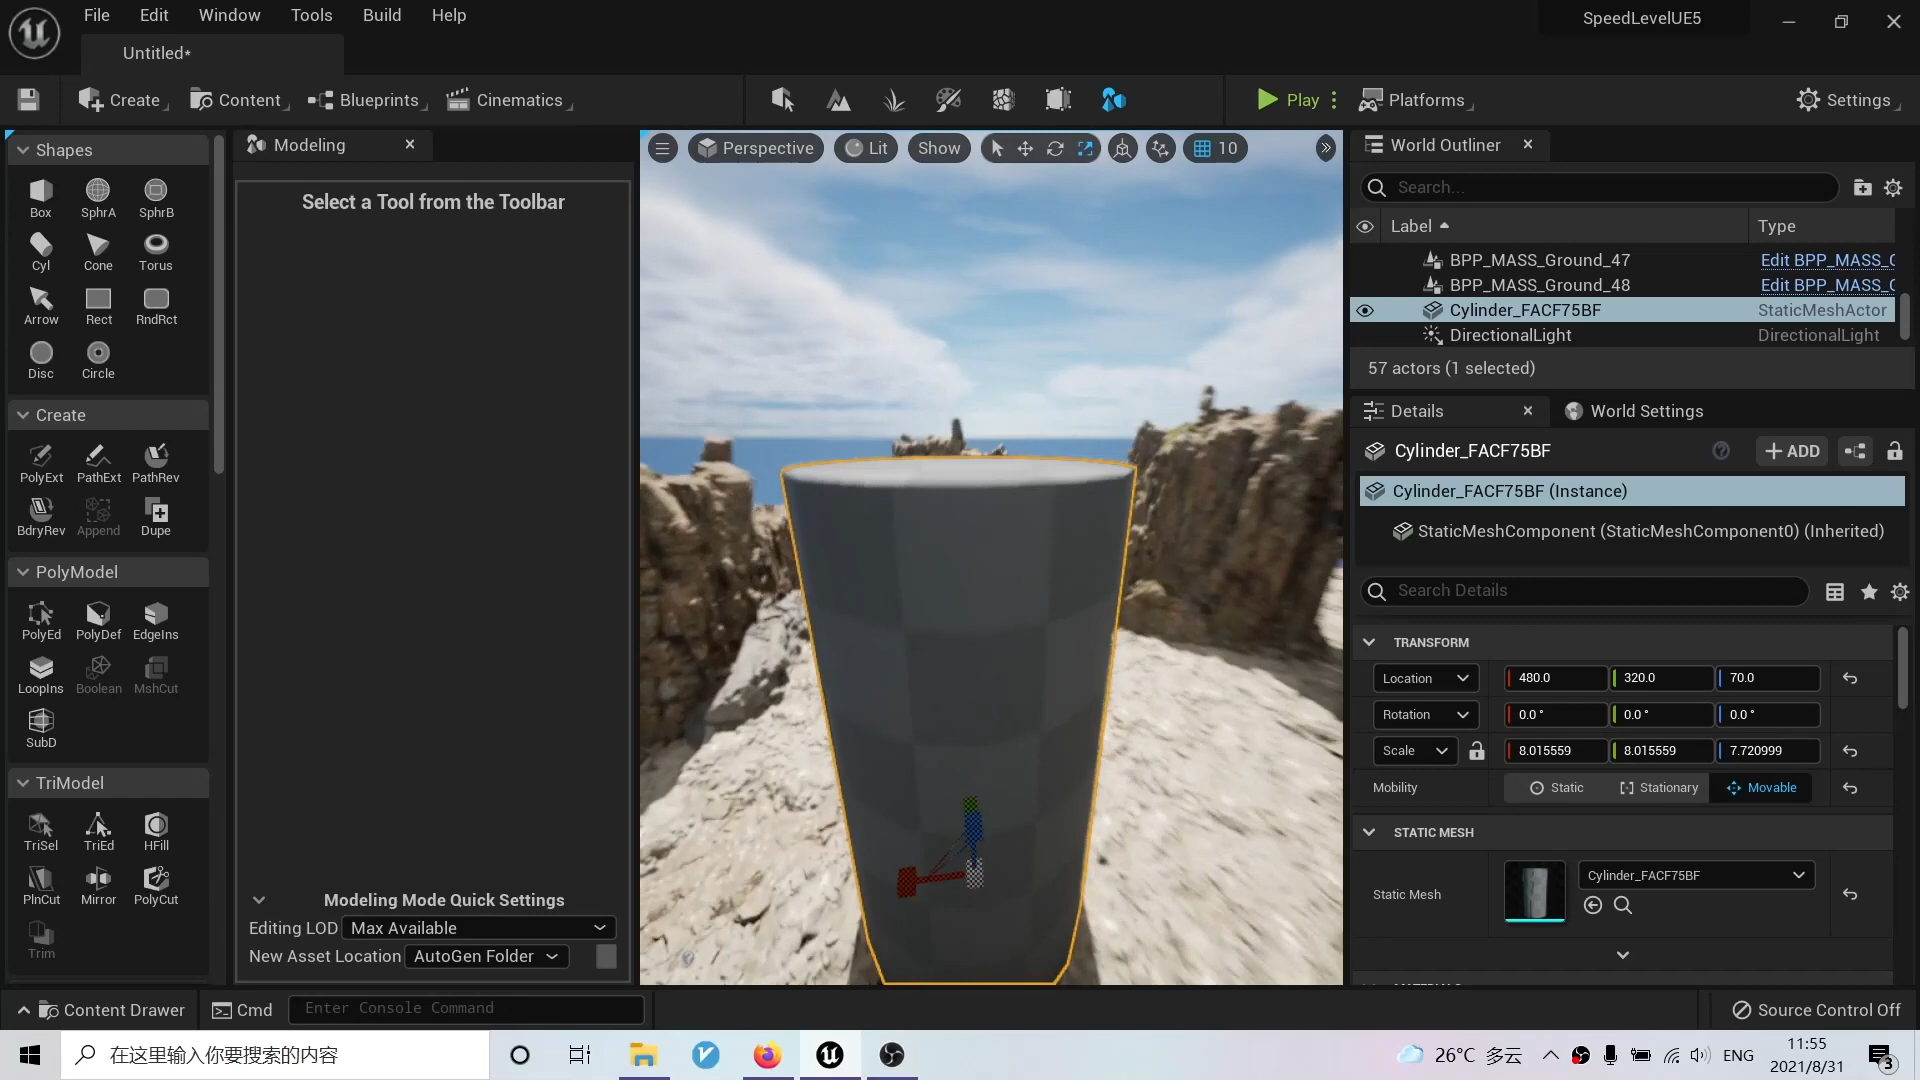 File Edit Window Tools Build Help
SpeedLevelUE5
Untitled*
Create Content Blueprints Cinematics
Play Platforms Settings
Shapes
Box SphrA SphrB
Cyl Cone Torus
Arrow Rect RndRct
Disc Circle
Create
PolyExt PathExt PathRev
BdryRev Append Dupe
PolyModel
PolyEd PolyDef EdgeIns
LoopIns Boolean MshCut
SubD
TriModel
TriSel TriEd HFill
PlnCut Mirror PolyCut
Trim
Modeling
Select a Tool from the Toolbar
Modeling Mode Quick Settings
Editing LOD Max Available
New Asset Location AutoGen Folder
Perspective Lit Show 10
World Outliner
Search...
Label Type
BPP_MASS_Ground_47 Edit BPP_MASS_G
BPP_MASS_Ground_48 Edit BPP_MASS_G
Cylinder_FACF75BF StaticMeshActor
DirectionalLight DirectionalLight
57 actors (1 selected)
Details World Settings
Cylinder_FACF75BF ADD
Cylinder_FACF75BF (Instance)
StaticMeshComponent (StaticMeshComponent0) (Inherited)
Search Details
TRANSFORM
Location 480.0 320.0 70.0
Rotation 0.0 ° 0.0 ° 0.0 °
Scale 8.015559 8.015559 7.720999
Mobility Static Stationary Movable
STATIC MESH
Static Mesh Cylinder_FACF75BF
Content Drawer Cmd Enter Console Command Source Control Off
在这里输入你要搜索的内容
26°C 多云 ENG
11:55
2021/8/31
3